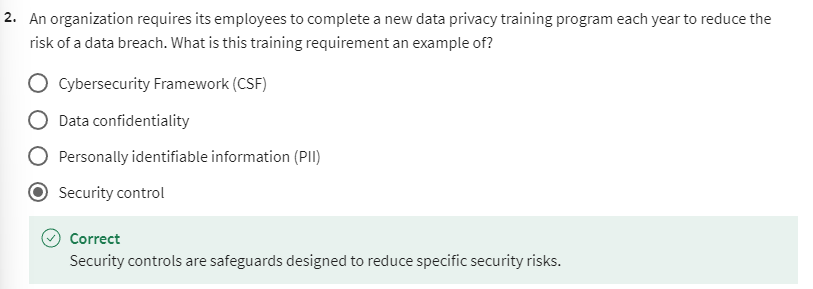 2. An organization requires its employees to complete a new data privacy training program each year to reduce the
risk of a data breach. What is this training requirement an example of?
Cybersecurity Framework (CSF)
Data confidentiality
Personally identifiable information (PII)
Security control
Correct
Security controls are safeguards designed to reduce specific security risks.